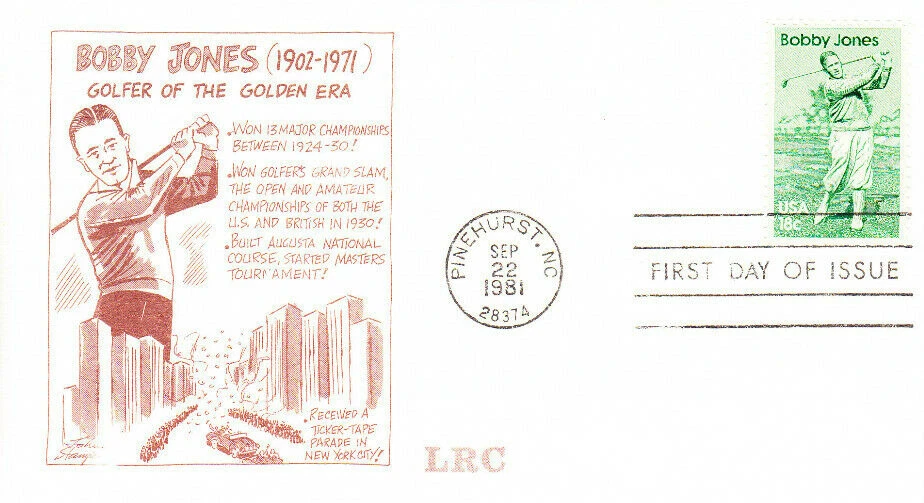 BOBBY JONES (1902-1971)
GOLFER OF THE GOLDEN ERA
• WON 13 MAJOR CHAMPIONSHIPS
BETWEEN 1924-30!
• WON GOLFER'S GRAND SLAM,
THE OPEN AND AMATEUR
CHAMPIONSHIPS OF BOTH THE
U.S. AND BRITISH IN 1930!
• BUILT AUGUSTA NATIONAL
COURSE, STARTED MASTERS
TOURNAMENT!
• RECEIVED A
TICKER-TAPE
PARADE IN
NEW YORK CITY!
LRC
PINEHURST, NC
SEP
22
1981
28374
Bobby Jones
USA
18c
FIRST DAY OF ISSUE